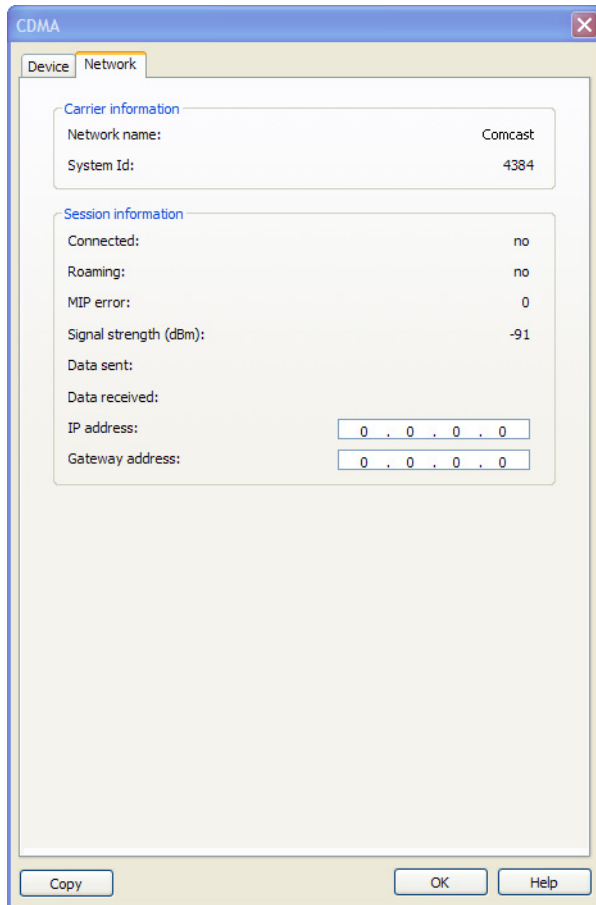 CDMA
Device Network
Carrier information
Network name: Comcast
System Id: 4384
Session information
Connected: no
Roaming: no
MIP error: 0
Signal strength (dBm): -91
Data sent:
Data received:
IP address: 0 . 0 . 0 . 0
Gateway address: 0 . 0 . 0 . 0
Copy OK Help